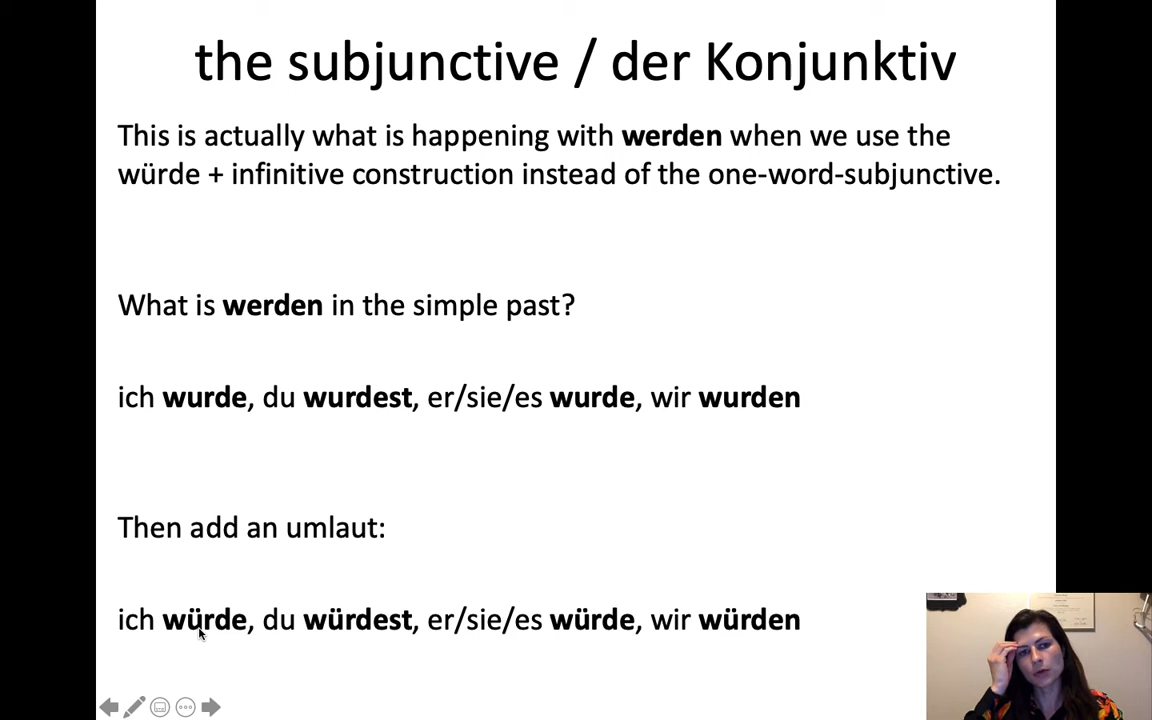 the subjunctive / der Konjunktiv
This is actually what is happening with werden when we use the
würde + infinitive construction instead of the one-word-subjunctive.
What is werden in the simple past?
ich wurde, du wurdest, er/sie/es wurde, wir wurden
Then add an umlaut:
ich würde, du würdest, er/sie/es würde, wir würden